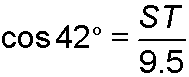 cos 42° = ST/9.5